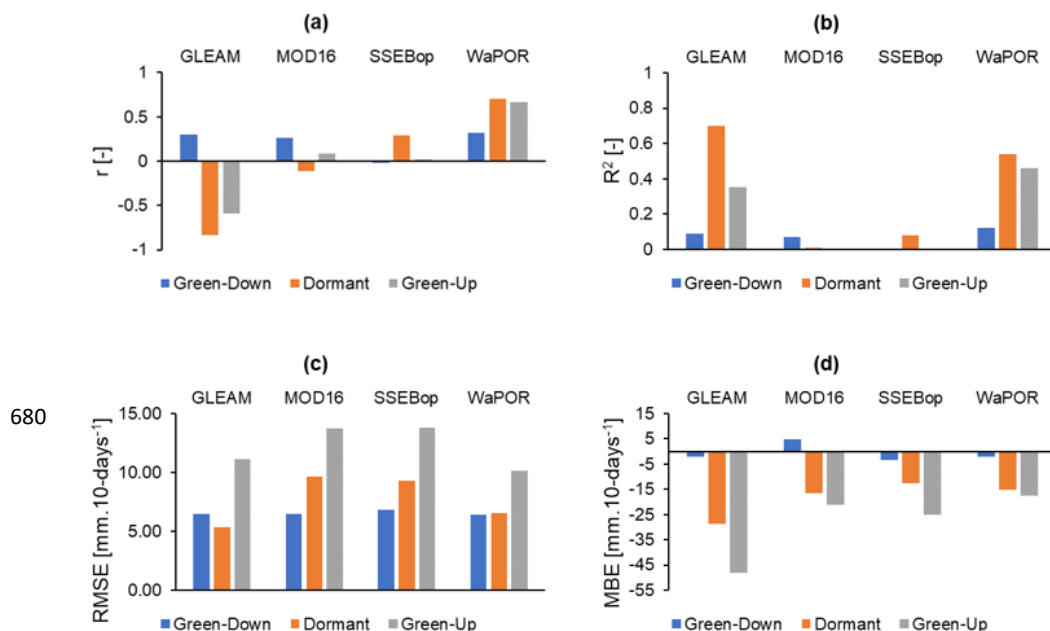 (a)
GLEAM MOD16 SSEBop WaPOR
1
0.5
0
-0.5
-1
r [-]
Green-Down Dormant Green-Up
(b)
GLEAM MOD16 SSEBop WaPOR
1
0.8
0.6
0.4
0.2
0
R² [-]
Green-Down Dormant Green-Up
680
(c)
GLEAM MOD16 SSEBop WaPOR
15.00
10.00
5.00
0.00
RMSE [mm.10-days⁻¹]
Green-Down Dormant Green-Up
(d)
GLEAM MOD16 SSEBop WaPOR
15
5
-5
-15
-25
-35
-45
-55
MBE [mm.10-days⁻¹]
Green-Down Dormant Green-Up